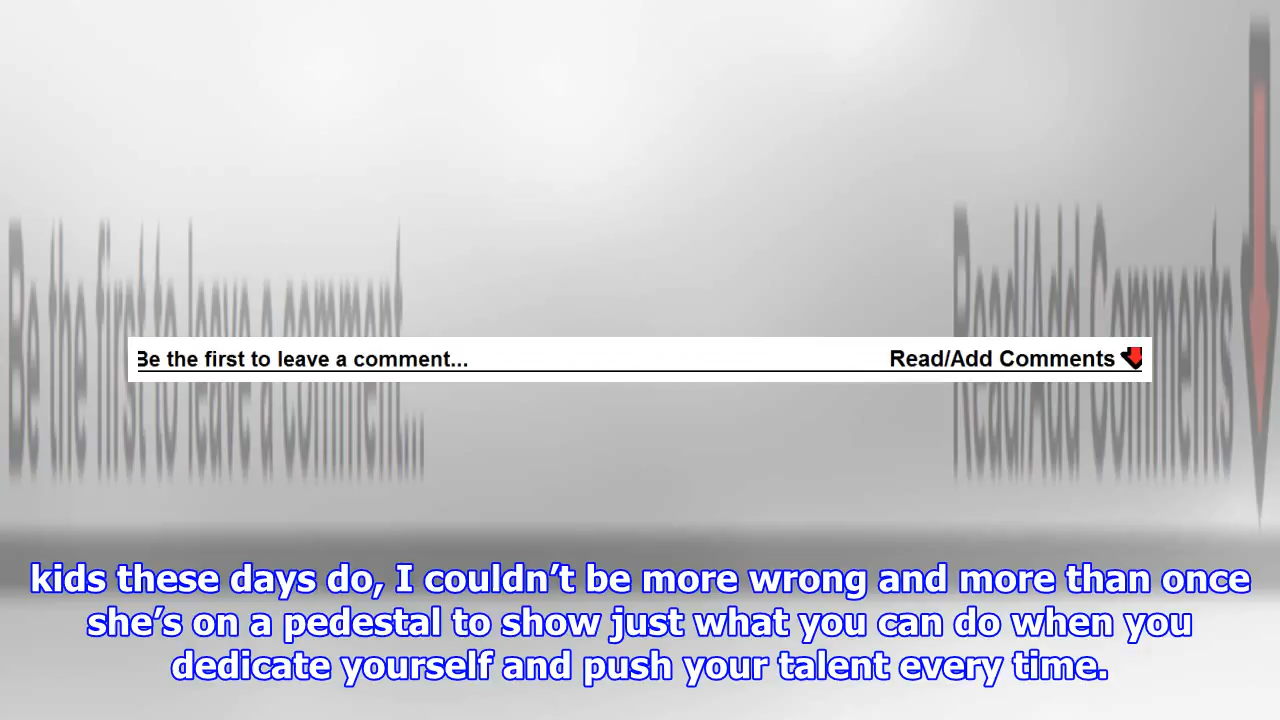 Be the first to leave a comment... Read/Add Comments
kids these days do, I couldn’t be more wrong and more than once
she’s on a pedestal to show just what you can do when you
dedicate yourself and push your talent every time.